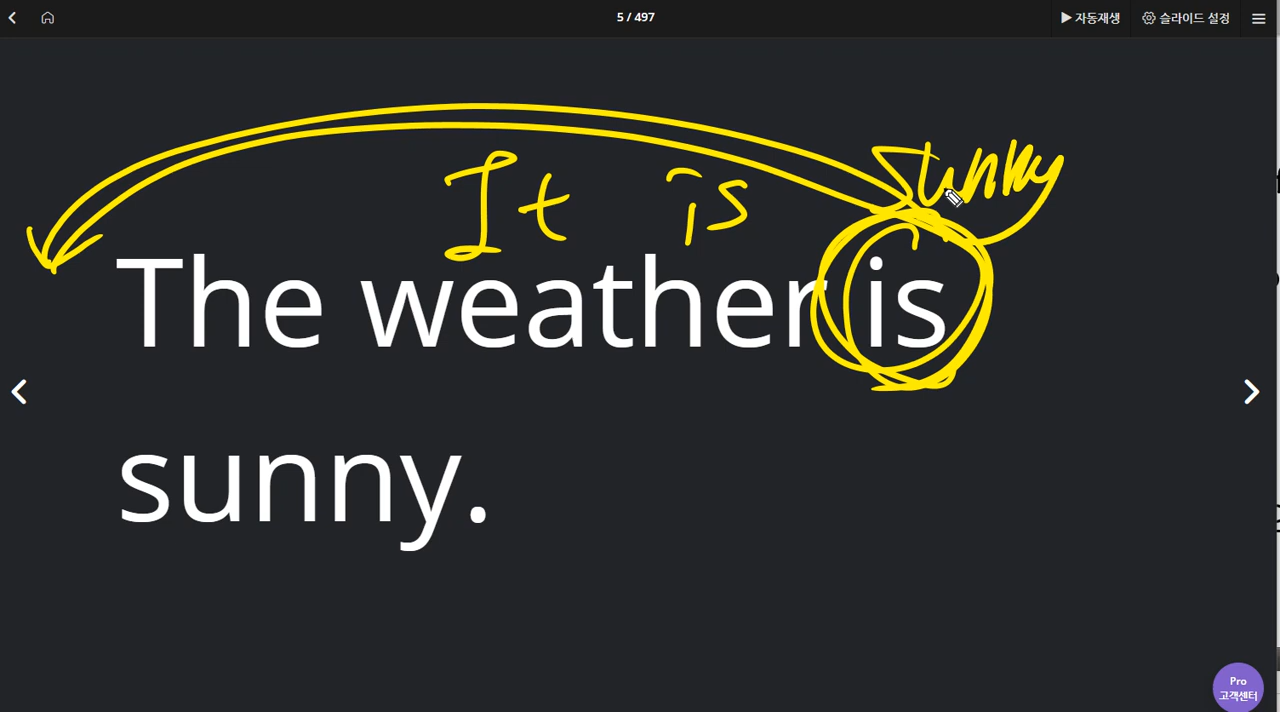 5 / 497
자동재생
슬라이드 설정
It is sunny
The weather is
sunny.
Pro
고객센터